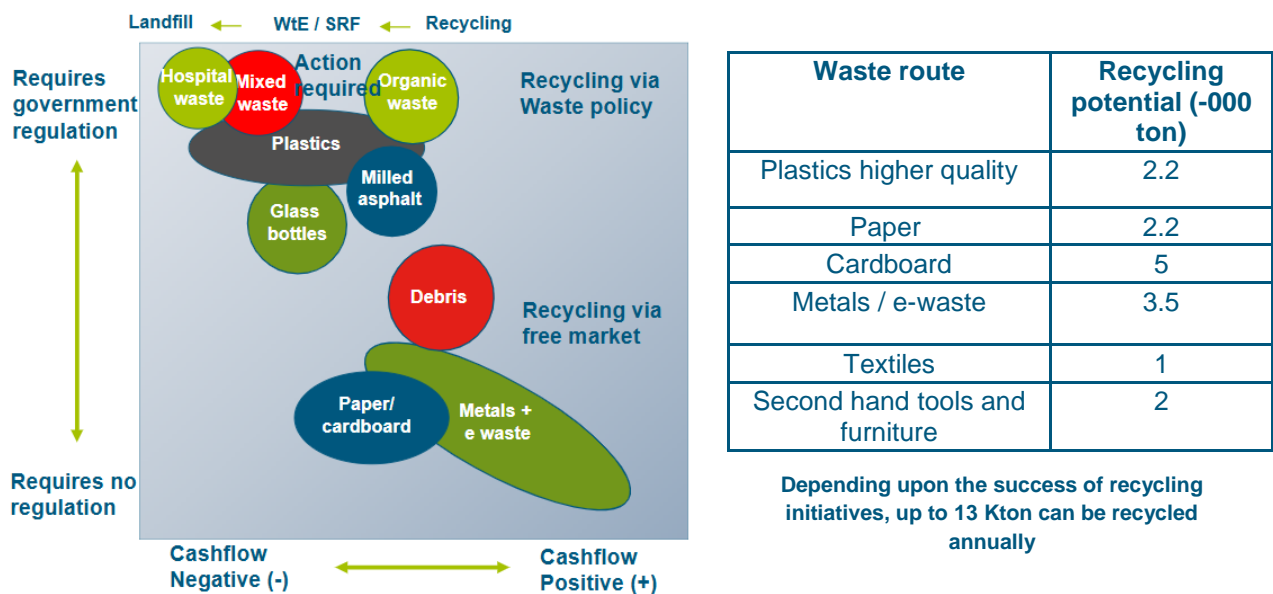 Landfill
WtE / SRF
Recycling
Requires
government
regulation
Hospital
waste
Mixed
waste
Action
required
Organic
waste
Recycling via
Waste policy
Plastics
Milled
asphalt
Glass
bottles
Debris
Recycling via
free market
Paper/
cardboard
Metals +
e waste
Requires no
regulation
Cashflow
Negative (-)
Cashflow
Positive (+)
Waste route
Recycling
potential (-000
ton)
Plastics higher quality
2.2
Paper
2.2
Cardboard
5
Metals / e-waste
3.5
Textiles
1
Second hand tools and
furniture
2
Depending upon the success of recycling
initiatives, up to 13 Kton can be recycled
annually